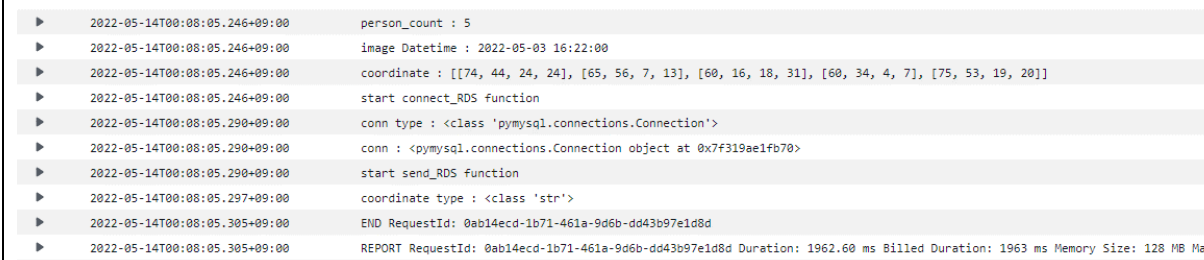 2022-05-14T00:08:05.246+09:00 person_count : 5
2022-05-14T00:08:05.246+09:00 image Datetime : 2022-05-03 16:22:00
2022-05-14T00:08:05.246+09:00 coordinate : [[74, 44, 24, 24], [65, 56, 7, 13], [60, 16, 18, 31], [60, 34, 4, 7], [75, 53, 19, 20]]
2022-05-14T00:08:05.246+09:00 start connect_RDS function
2022-05-14T00:08:05.290+09:00 conn type : <class 'pymysql.connections.Connection'>
2022-05-14T00:08:05.290+09:00 conn : <pymysql.connections.Connection object at 0x7f319ae1fb70>
2022-05-14T00:08:05.290+09:00 start send_RDS function
2022-05-14T00:08:05.297+09:00 coordinate type : <class 'str'>
2022-05-14T00:08:05.305+09:00 END RequestId: 0ab14ecd-1b71-461a-9d6b-dd43b97e1d8d
2022-05-14T00:08:05.305+09:00 REPORT RequestId: 0ab14ecd-1b71-461a-9d6b-dd43b97e1d8d Duration: 1962.60 ms Billed Duration: 1963 ms Memory Size: 128 MB Ma